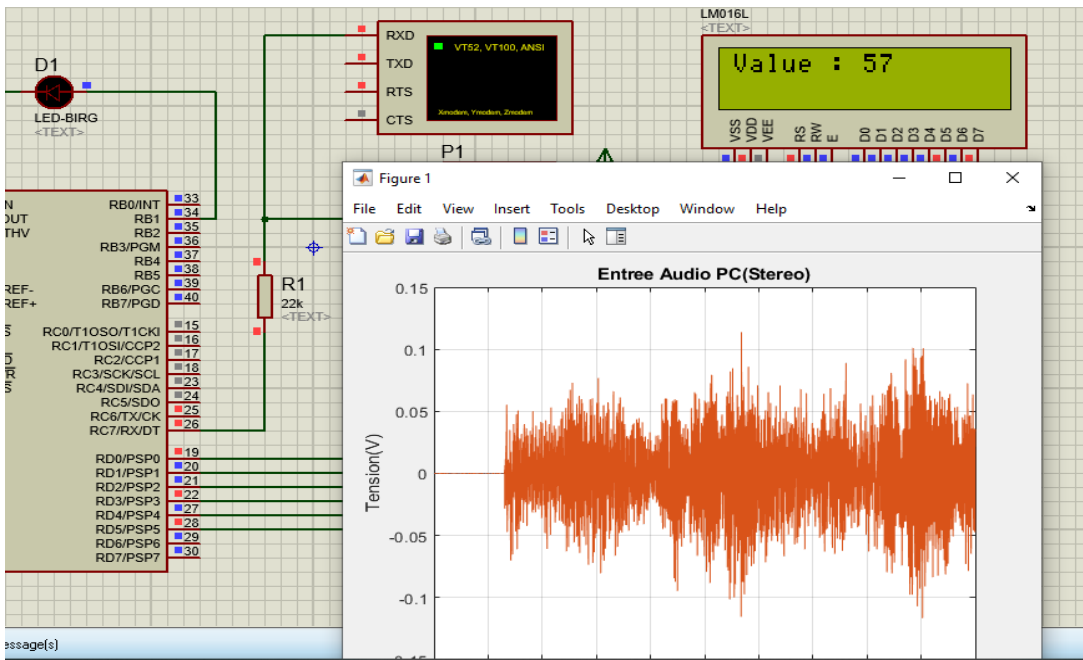 LM016L
<TEXT>
RXD
TXD
RTS
CTS
VT52, VT100, ANSI
Xmodem, Ymodem, Zmodem
P1
Value : 57
VSS
VDD
VEE
RS
RW
E
D0
D1
D2
D3
D4
D5
D6
D7
D1
LED-BIRG
<TEXT>
N
OUT
THV
REF-
REF+
RB0/INT 33
RB1 34
RB2 35
RB3/PGM 36
RB4 37
RB5 38
RB6/PGC 39
RB7/PGD 40
RC0/T1OSO/T1CKI 15
RC1/T1OSI/CCP2 16
RC2/CCP1 17
RC3/SCK/SCL 18
RC4/SDI/SDA 23
RC5/SDO 24
RC6/TX/CK 25
RC7/RX/DT 26
RD0/PSP0 19
RD1/PSP1 20
RD2/PSP2 21
RD3/PSP3 22
RD4/PSP4 27
RD5/PSP5 28
RD6/PSP6 29
RD7/PSP7 30
R1
22k
<TEXT>
Figure 1
File Edit View Insert Tools Desktop Window Help
Entree Audio PC(Stereo)
Tension(V)
0.15
0.1
0.05
0
-0.05
-0.1
essage(s)